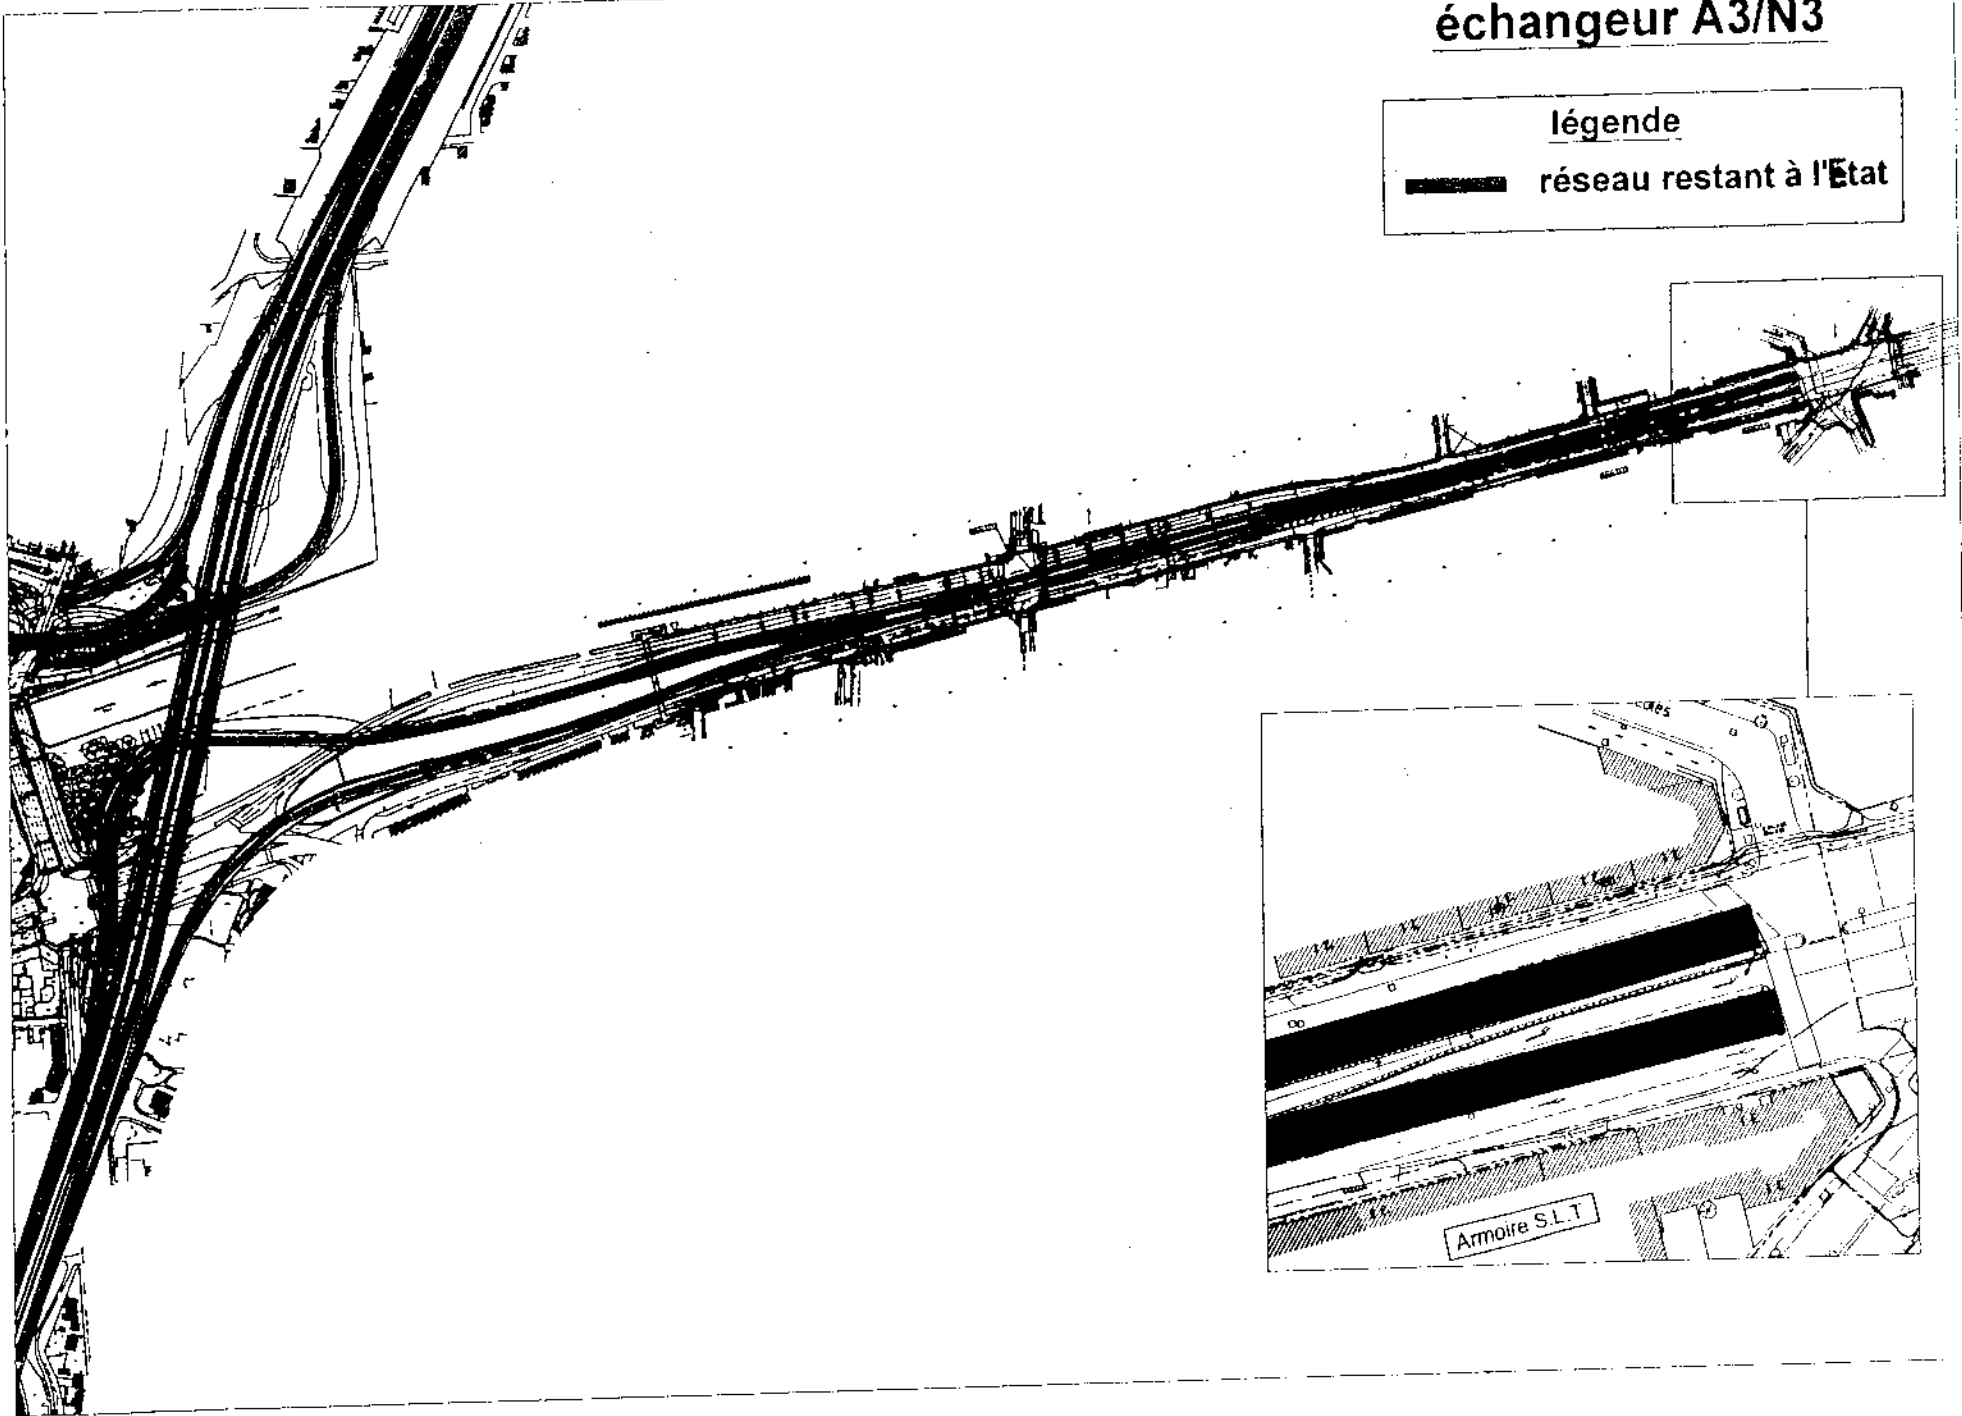 échangeur A3/N3
légende
réseau restant à l'Etat
Armoire S.L.T